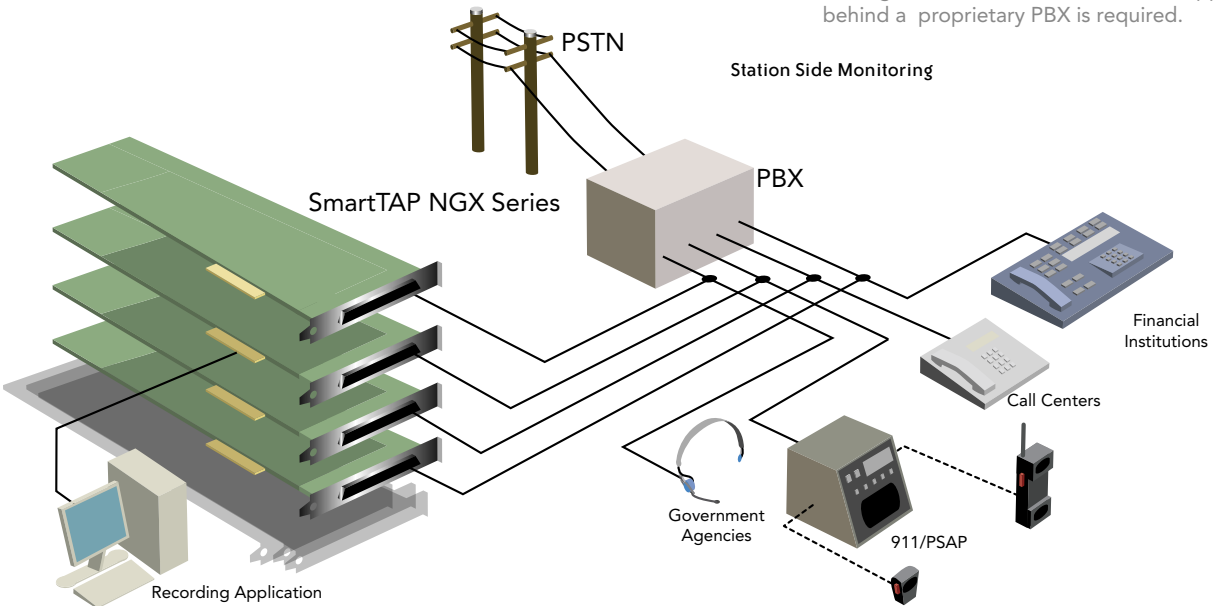 behind a proprietary PBX is required.
PSTN
Station Side Monitoring
PBX
SmartTAP NGX Series
Financial
Institutions
Call Centers
Government
Agencies
911/PSAP
Recording Application